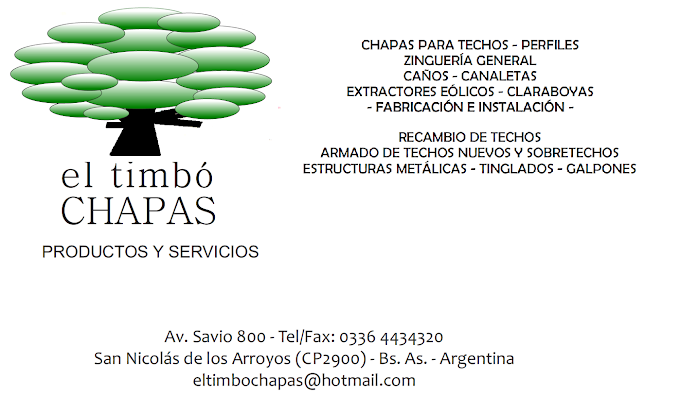 el timbó
CHAPAS
PRODUCTOS Y SERVICIOS
CHAPAS PARA TECHOS - PERFILES
ZINGUERÍA GENERAL
CAÑOS - CANALETAS
EXTRACTORES EÓLICOS - CLARABOYAS
- FABRICACIÓN E INSTALACIÓN -
RECAMBIO DE TECHOS
ARMADO DE TECHOS NUEVOS Y SOBRETECHOS
ESTRUCTURAS METÁLICAS - TINGLADOS - GALPONES
Av. Savio 800 - Tel/Fax: 0336 4434320
San Nicolás de los Arroyos (CP2900) - Bs. As. - Argentina
eltimbochapas@hotmail.com